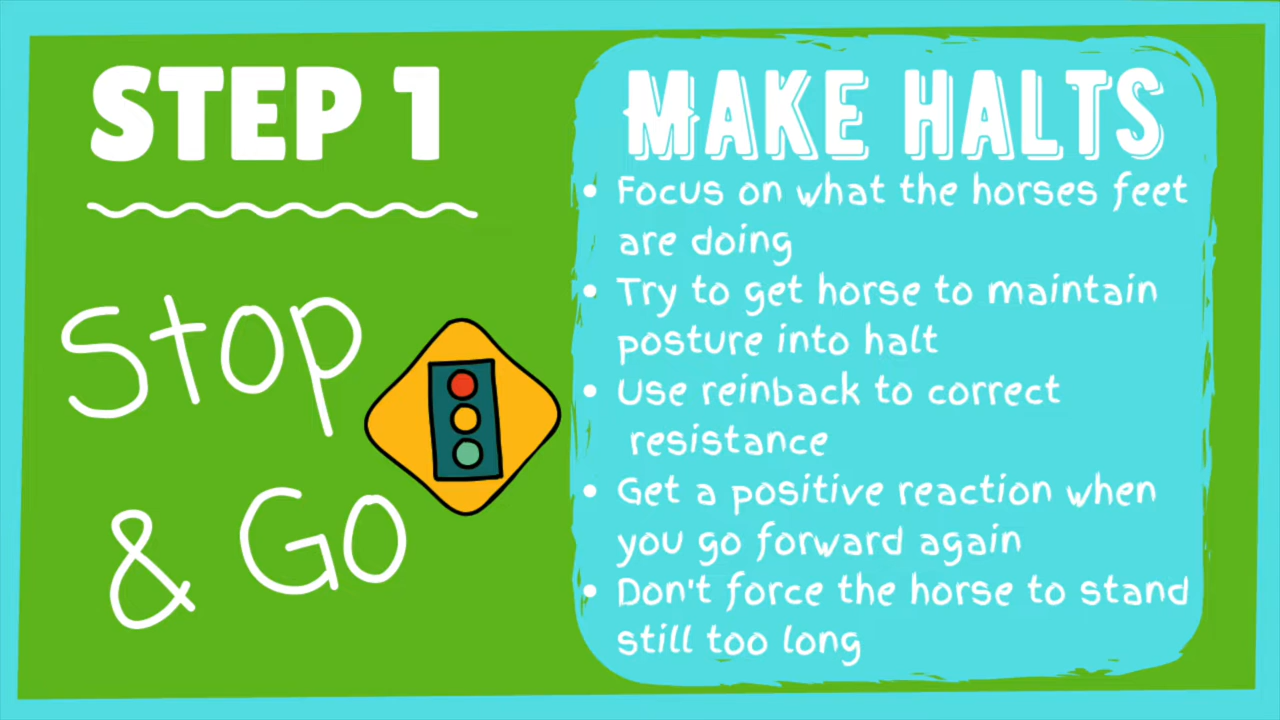 STEP 1
Stop
& Go
MAKE HALTS
• Focus on what the horses feet
are doing
• Try to get horse to maintain
posture into halt
• Use reinback to correct
resistance
• Get a positive reaction when
you go forward again
• Don't force the horse to stand
still too long